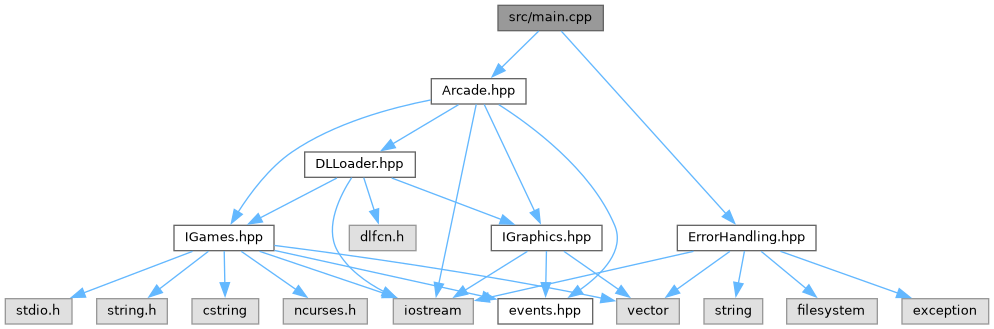 src/main.cpp
Arcade.hpp
DLLoader.hpp
IGames.hpp
dlfcn.h
IGraphics.hpp
ErrorHandling.hpp
stdio.h
string.h
cstring
ncurses.h
iostream
events.hpp
vector
string
filesystem
exception